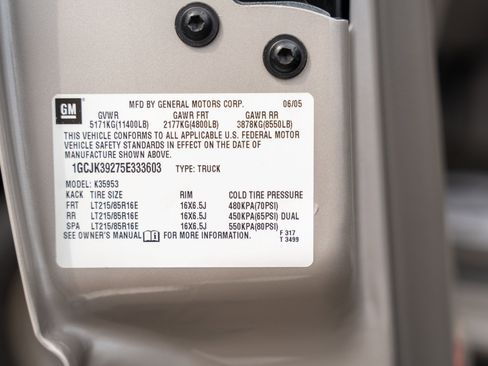 GM
MFD BY GENERAL MOTORS CORP. 06/05
GVWR GAWR FRT GAWR RR
5171KG(11400LB) 2177KG(4800LB) 3878KG(8550LB)
THIS VEHICLE CONFORMS TO ALL APPLICABLE U.S. FEDERAL MOTOR
VEHICLE SAFETY STANDARDS IN EFFECT ON THE DATE OF
MANUFACTURE SHOWN ABOVE.
1GCJK39275E333603 TYPE: TRUCK
MODEL: K35953
KACK TIRE SIZE RIM COLD TIRE PRESSURE
FRT LT215/85R16E 16X6.5J 480KPA(70PSI)
RR LT215/85R16E 16X6.5J 450KPA(65PSI) DUAL
SPA LT215/85R16E 16X6.5J 550KPA(80PSI)
SEE OWNER'S MANUAL FOR MORE INFORMATION. F 317
T 3499